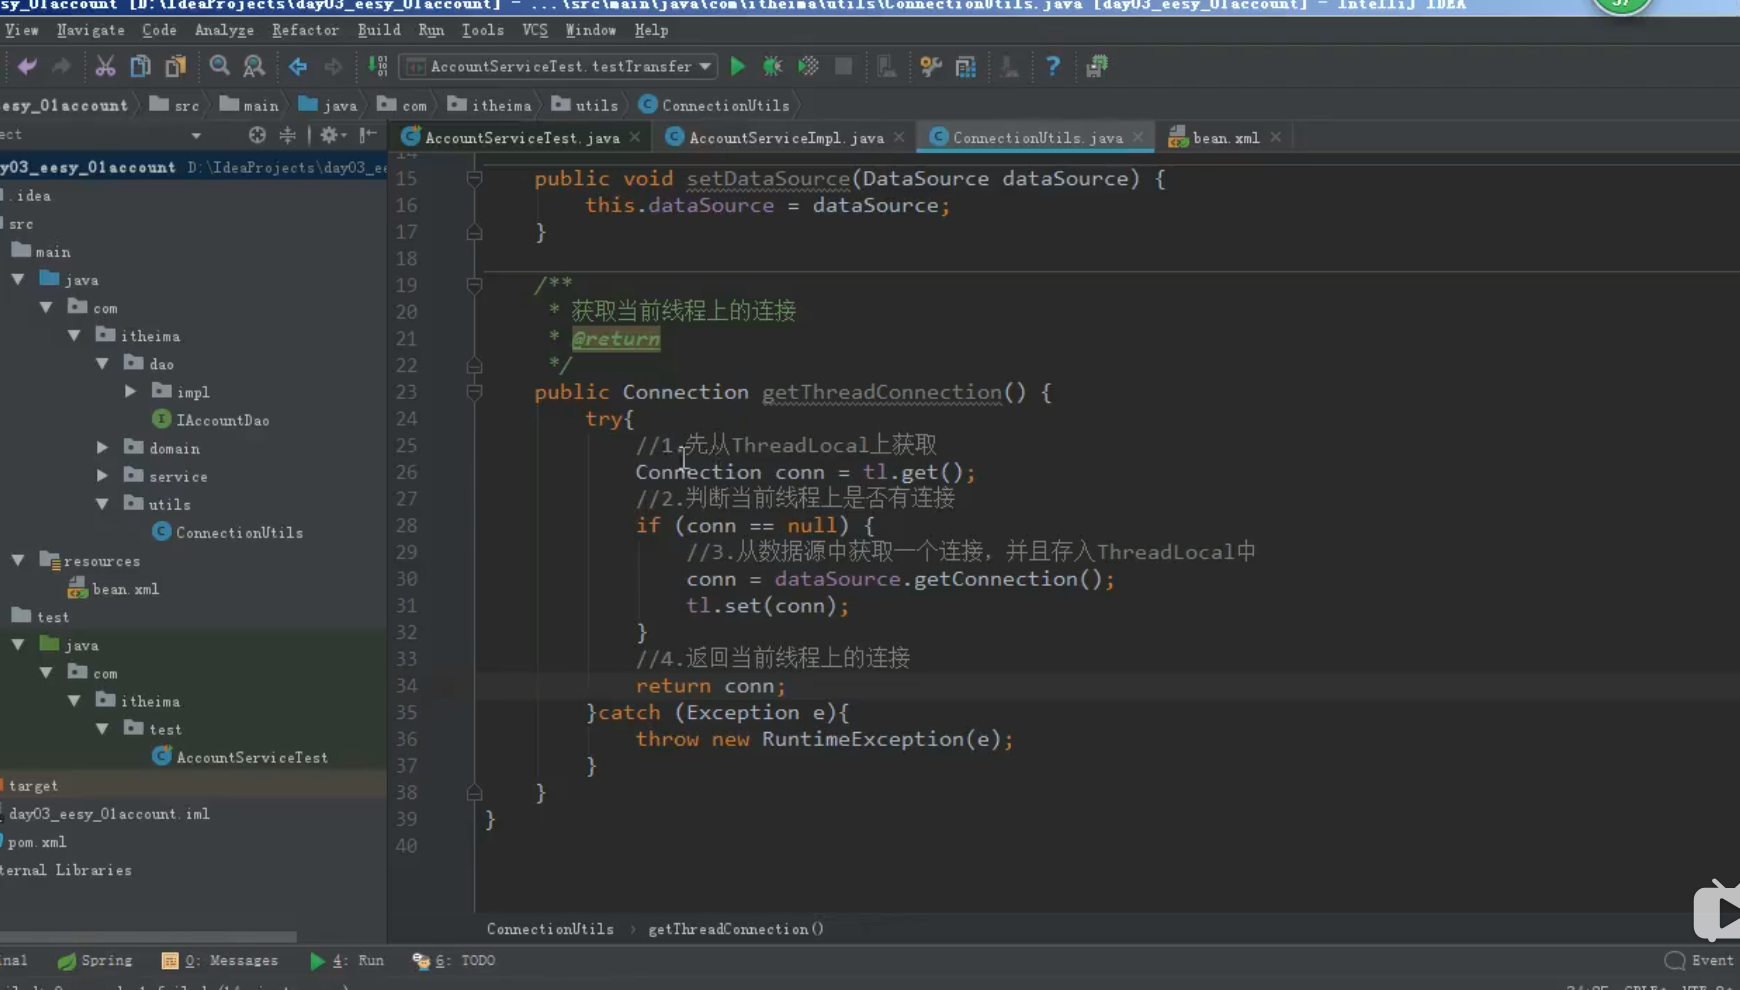 sy_01account [D:\IdeaProjects\day03_eesy_01account] - ...\src\main\java\com\itheima\utils\ConnectionUtils.java [day03_eesy_01account] - IntelliJ IDEA
37
View Navigate Code Analyze Refactor Build Run Tools VCS Window Help
AccountServiceTest.testTransfer
esy_01account src main java com itheima utils ConnectionUtils
ect
AccountServiceTest.java AccountServiceImpl.java ConnectionUtils.java bean.xml
y03_eesy_01account D:\IdeaProjects\day03_ee
.idea
src
main
java
com
itheima
dao
impl
IAccountDao
domain
service
utils
ConnectionUtils
resources
bean.xml
test
java
com
itheima
test
AccountServiceTest
target
day03_eesy_01account.iml
pom.xml
ternal Libraries
14
15 public void setDataSource(DataSource dataSource) {
16 this.dataSource = dataSource;
17 }
18
19 /**
20 * 获取当前线程上的连接
21 * @return
22 */
23 public Connection getThreadConnection() {
24 try{
25 //1.先从ThreadLocal上获取
26 Connection conn = tl.get();
27 //2.判断当前线程上是否有连接
28 if (conn == null) {
29 //3.从数据源中获取一个连接，并且存入ThreadLocal中
30 conn = dataSource.getConnection();
31 tl.set(conn);
32 }
33 //4.返回当前线程上的连接
34 return conn;
35 }catch (Exception e){
36 throw new RuntimeException(e);
37 }
38 }
39 }
40
ConnectionUtils › getThreadConnection()
inal Spring 0: Messages 4: Run 6: TODO Event